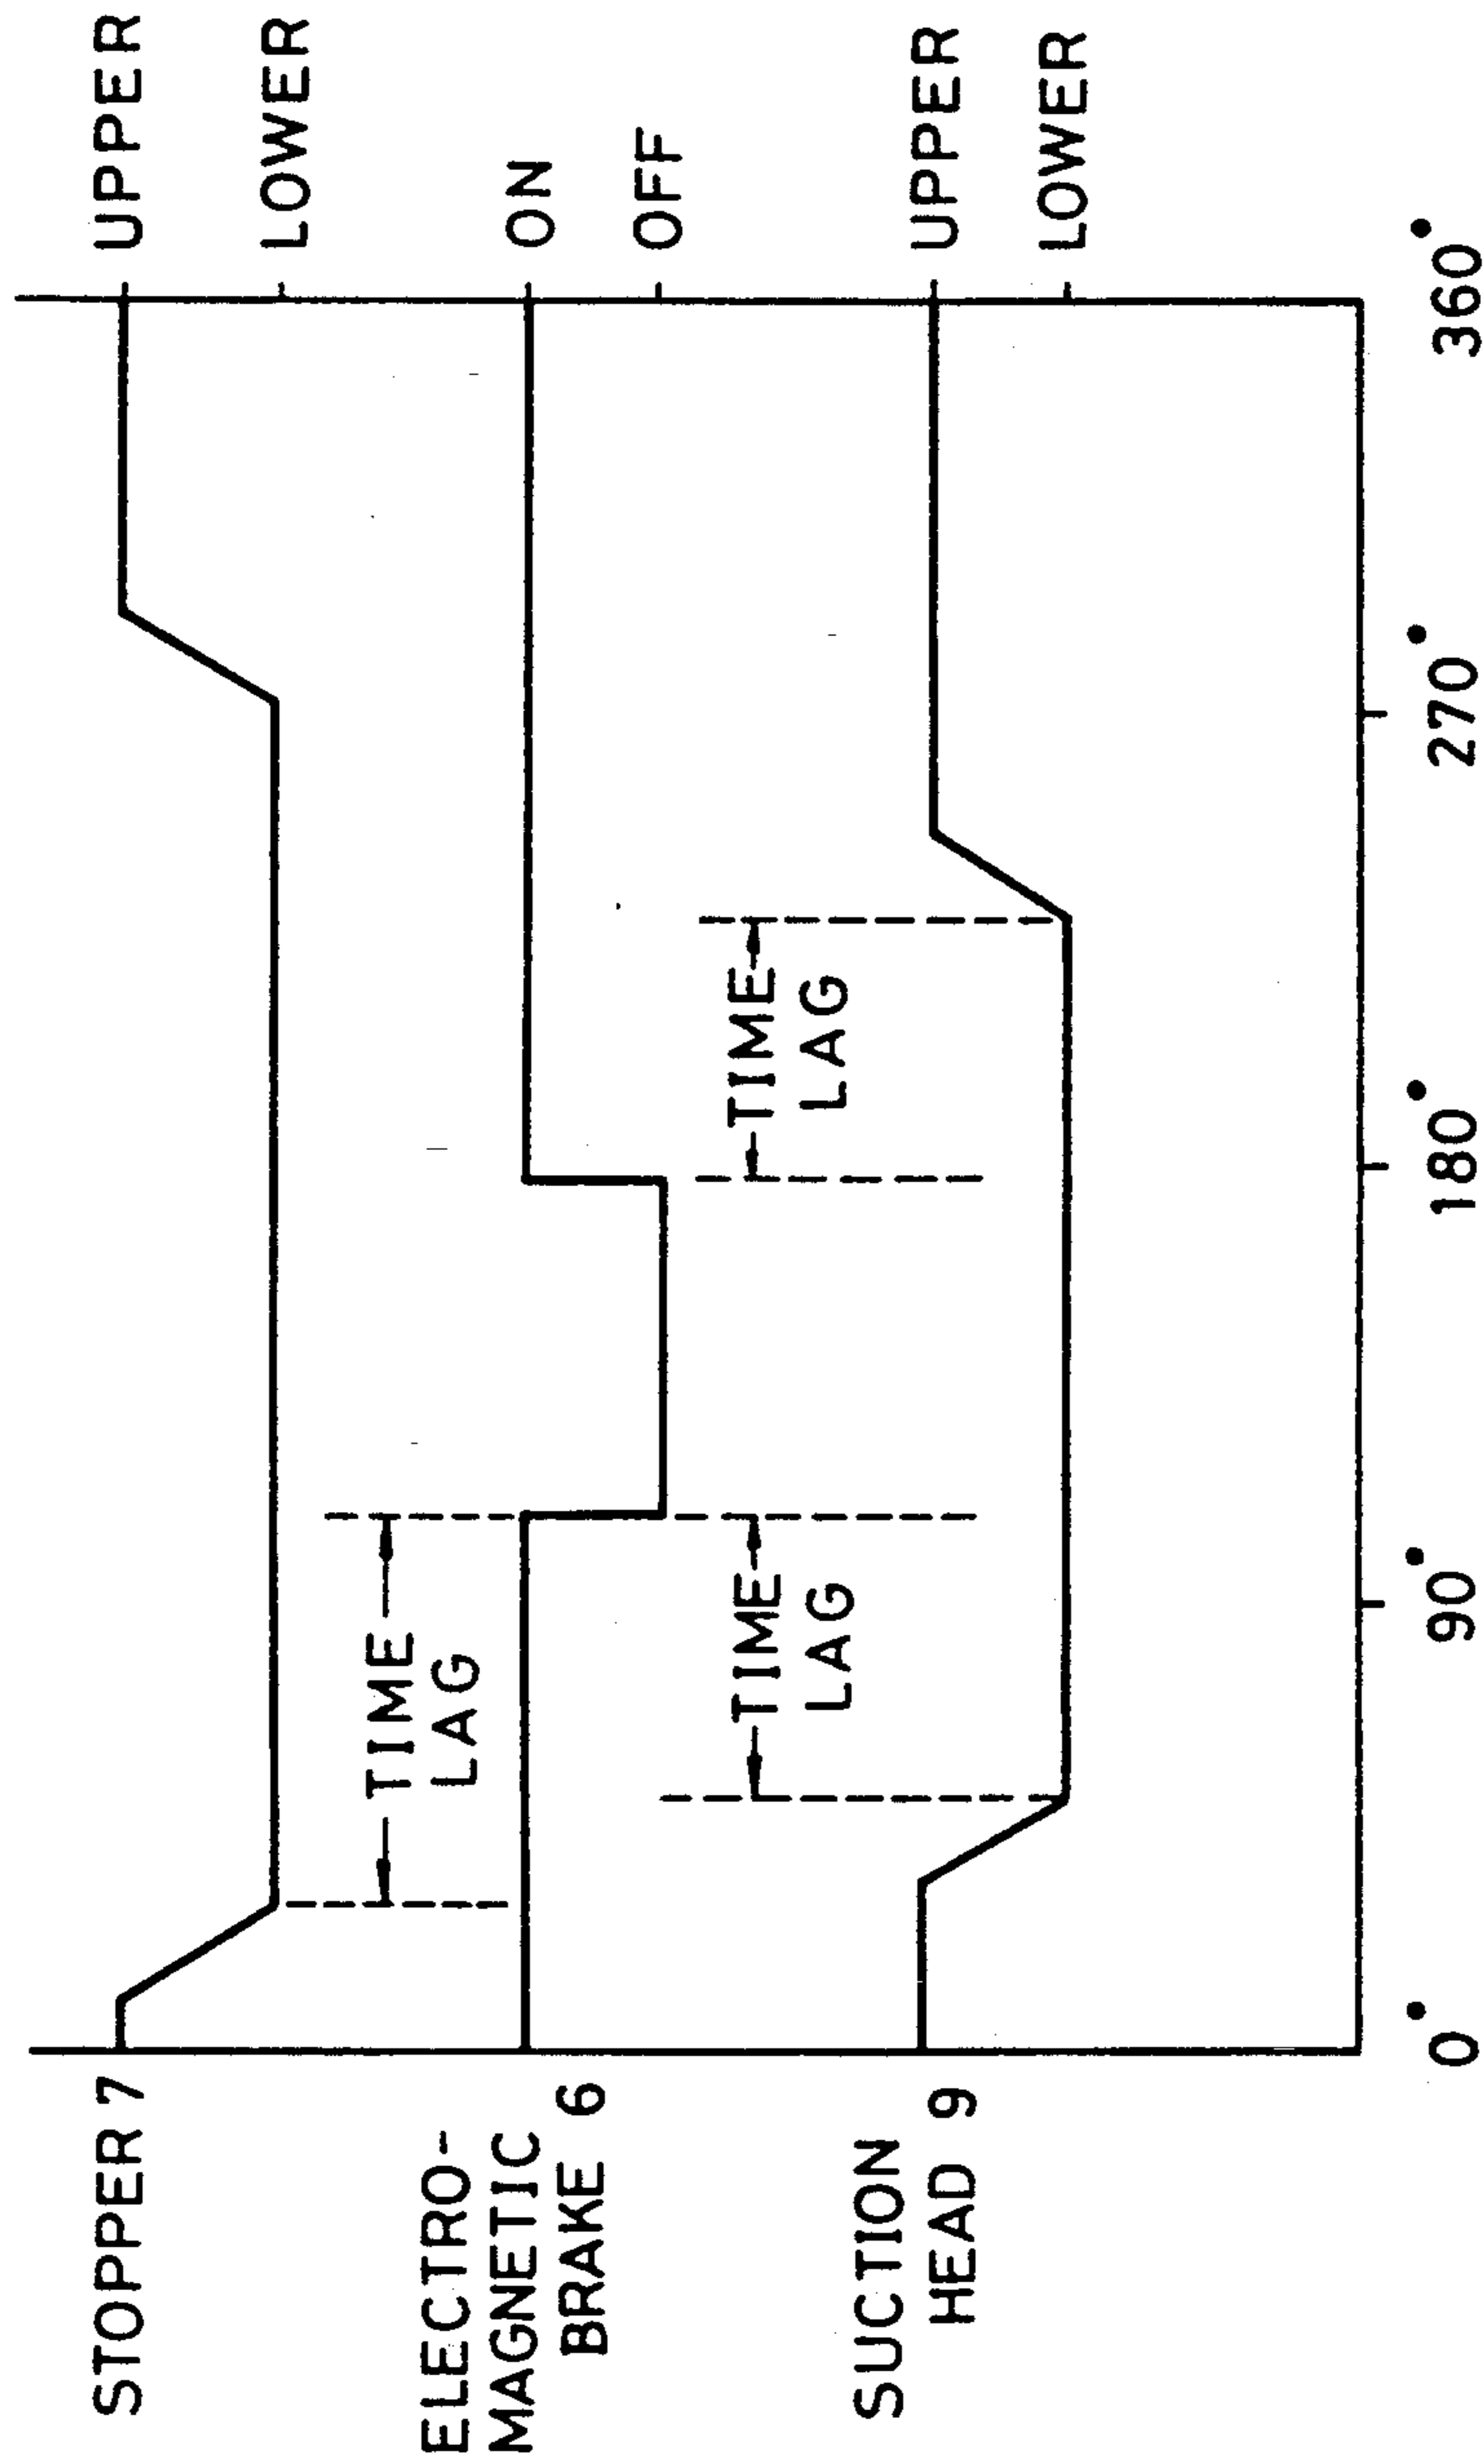 STOPPER 7
UPPER
LOWER
TIME
LAG
ELECTRO-
MAGNETIC
BRAKE 6
ON
OFF
TIME
LAG
TIME
LAG
SUCTION
HEAD 9
UPPER
LOWER
0°
90°
180°
270°
360°